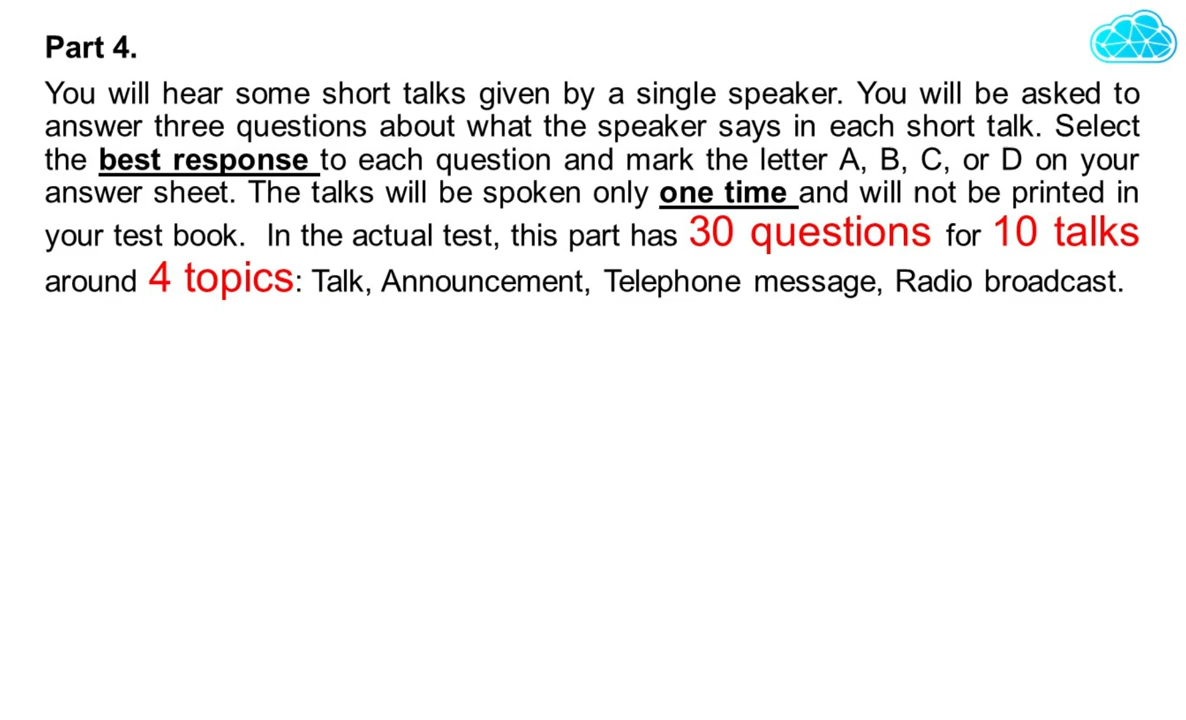 Part 4.
You will hear some short talks given by a single speaker. You will be asked to
answer three questions about what the speaker says in each short talk. Select
the best response to each question and mark the letter A, B, C, or D on your
answer sheet. The talks will be spoken only one time and will not be printed in
your test book. In the actual test, this part has 30 questions for 10 talks
around 4 topics: Talk, Announcement, Telephone message, Radio broadcast.